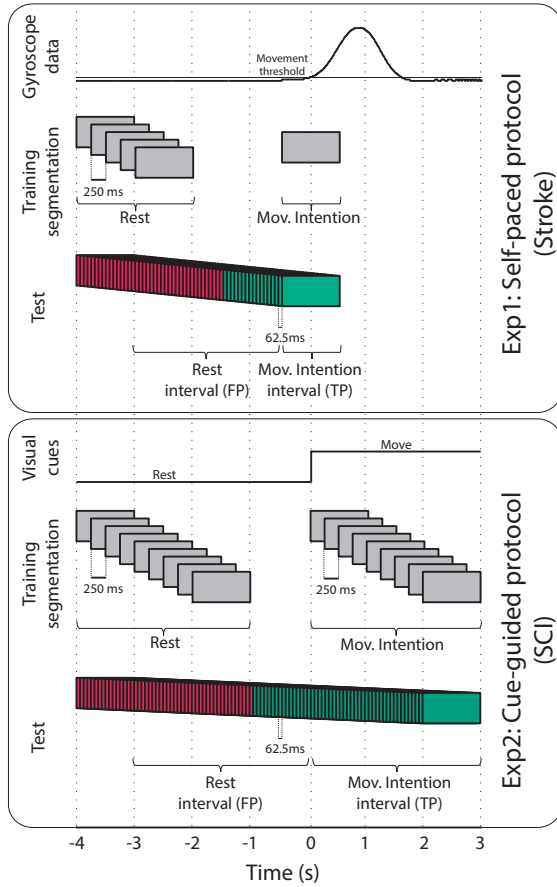 Gyroscope
data
Movement
threshold
Training
segmentation
250 ms
Rest
Mov. Intention
Test
62.5ms
Rest
interval (FP)
Mov. Intention
interval (TP)
Exp1: Self-paced protocol
(Stroke)
Visual
cues
Rest
Move
Training
segmentation
250 ms
250 ms
Rest
Mov. Intention
Test
62.5ms
Rest
interval (FP)
Mov. Intention
interval (TP)
Exp2: Cue-guided protocol
(SCI)
-4 -3 -2 -1 0 1 2 3
Time (s)